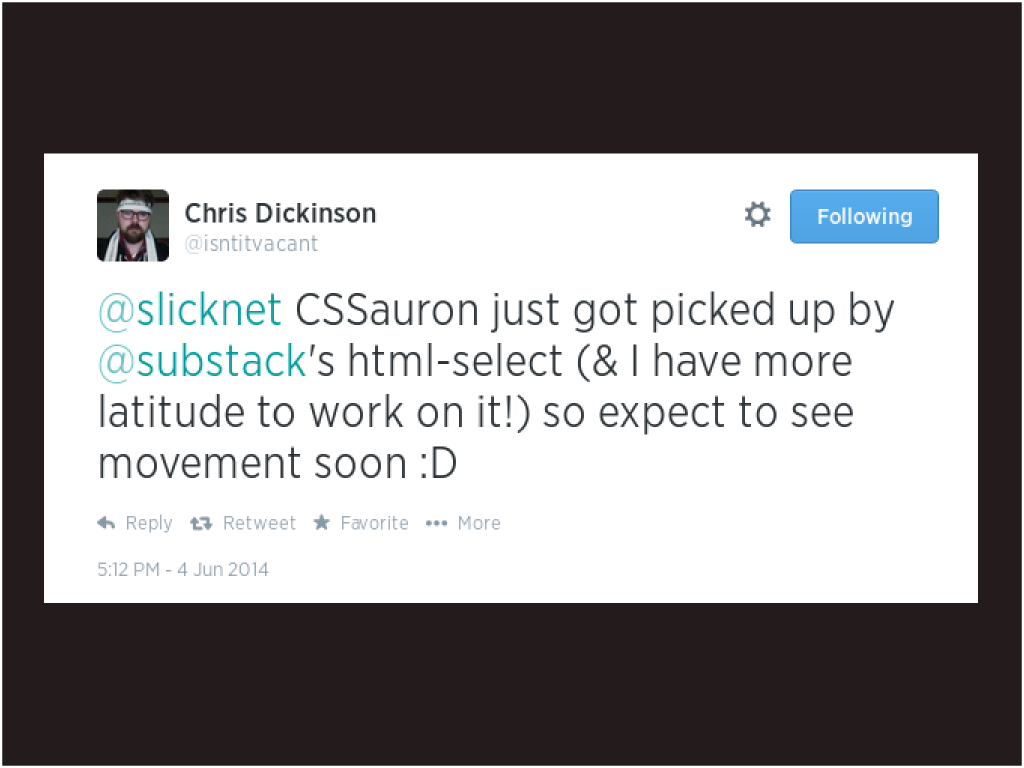 Chris Dickinson
@isntitvacant
Following
@slicknet CSSauron just got picked up by
@substack's html-select (& I have more
latitude to work on it!) so expect to see
movement soon :D
Reply Retweet Favorite More
5:12 PM - 4 Jun 2014